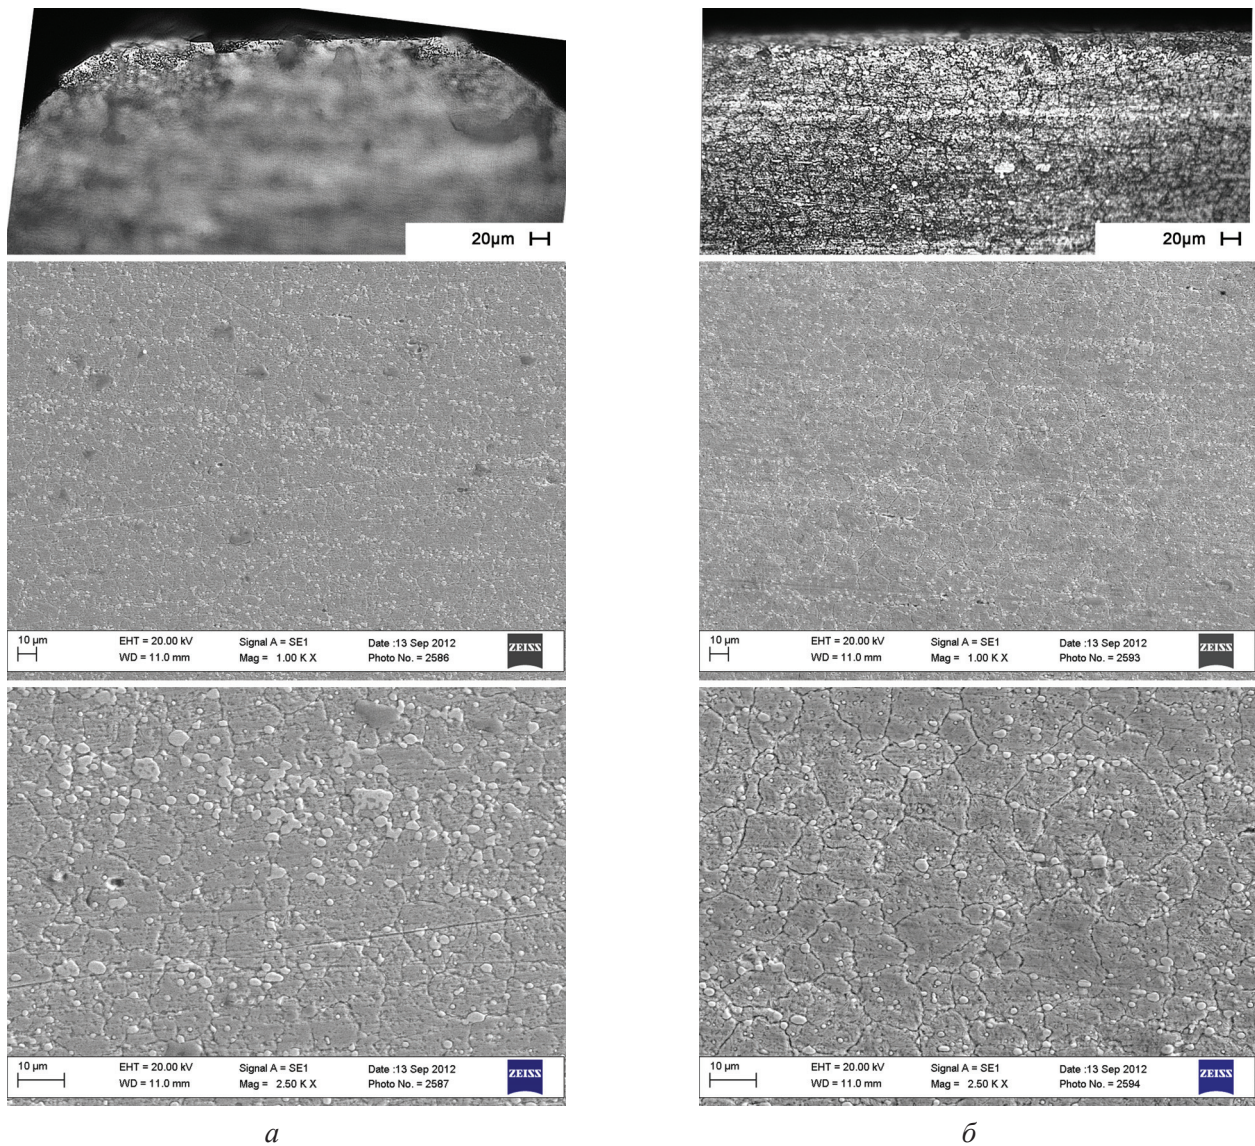 20µm
20µm
10 µm
EHT = 20.00 kV
Signal A = SE1
Date :13 Sep 2012
WD = 11.0 mm
Mag = 1.00 K X
Photo No. = 2586
ZEISS
10 µm
EHT = 20.00 kV
Signal A = SE1
Date :13 Sep 2012
WD = 11.0 mm
Mag = 1.00 K X
Photo No. = 2593
ZEISS
10 µm
EHT = 20.00 kV
Signal A = SE1
Date :13 Sep 2012
WD = 11.0 mm
Mag = 2.50 K X
Photo No. = 2587
ZEISS
10 µm
EHT = 20.00 kV
Signal A = SE1
Date :13 Sep 2012
WD = 11.0 mm
Mag = 2.50 K X
Photo No. = 2594
ZEISS
а
б